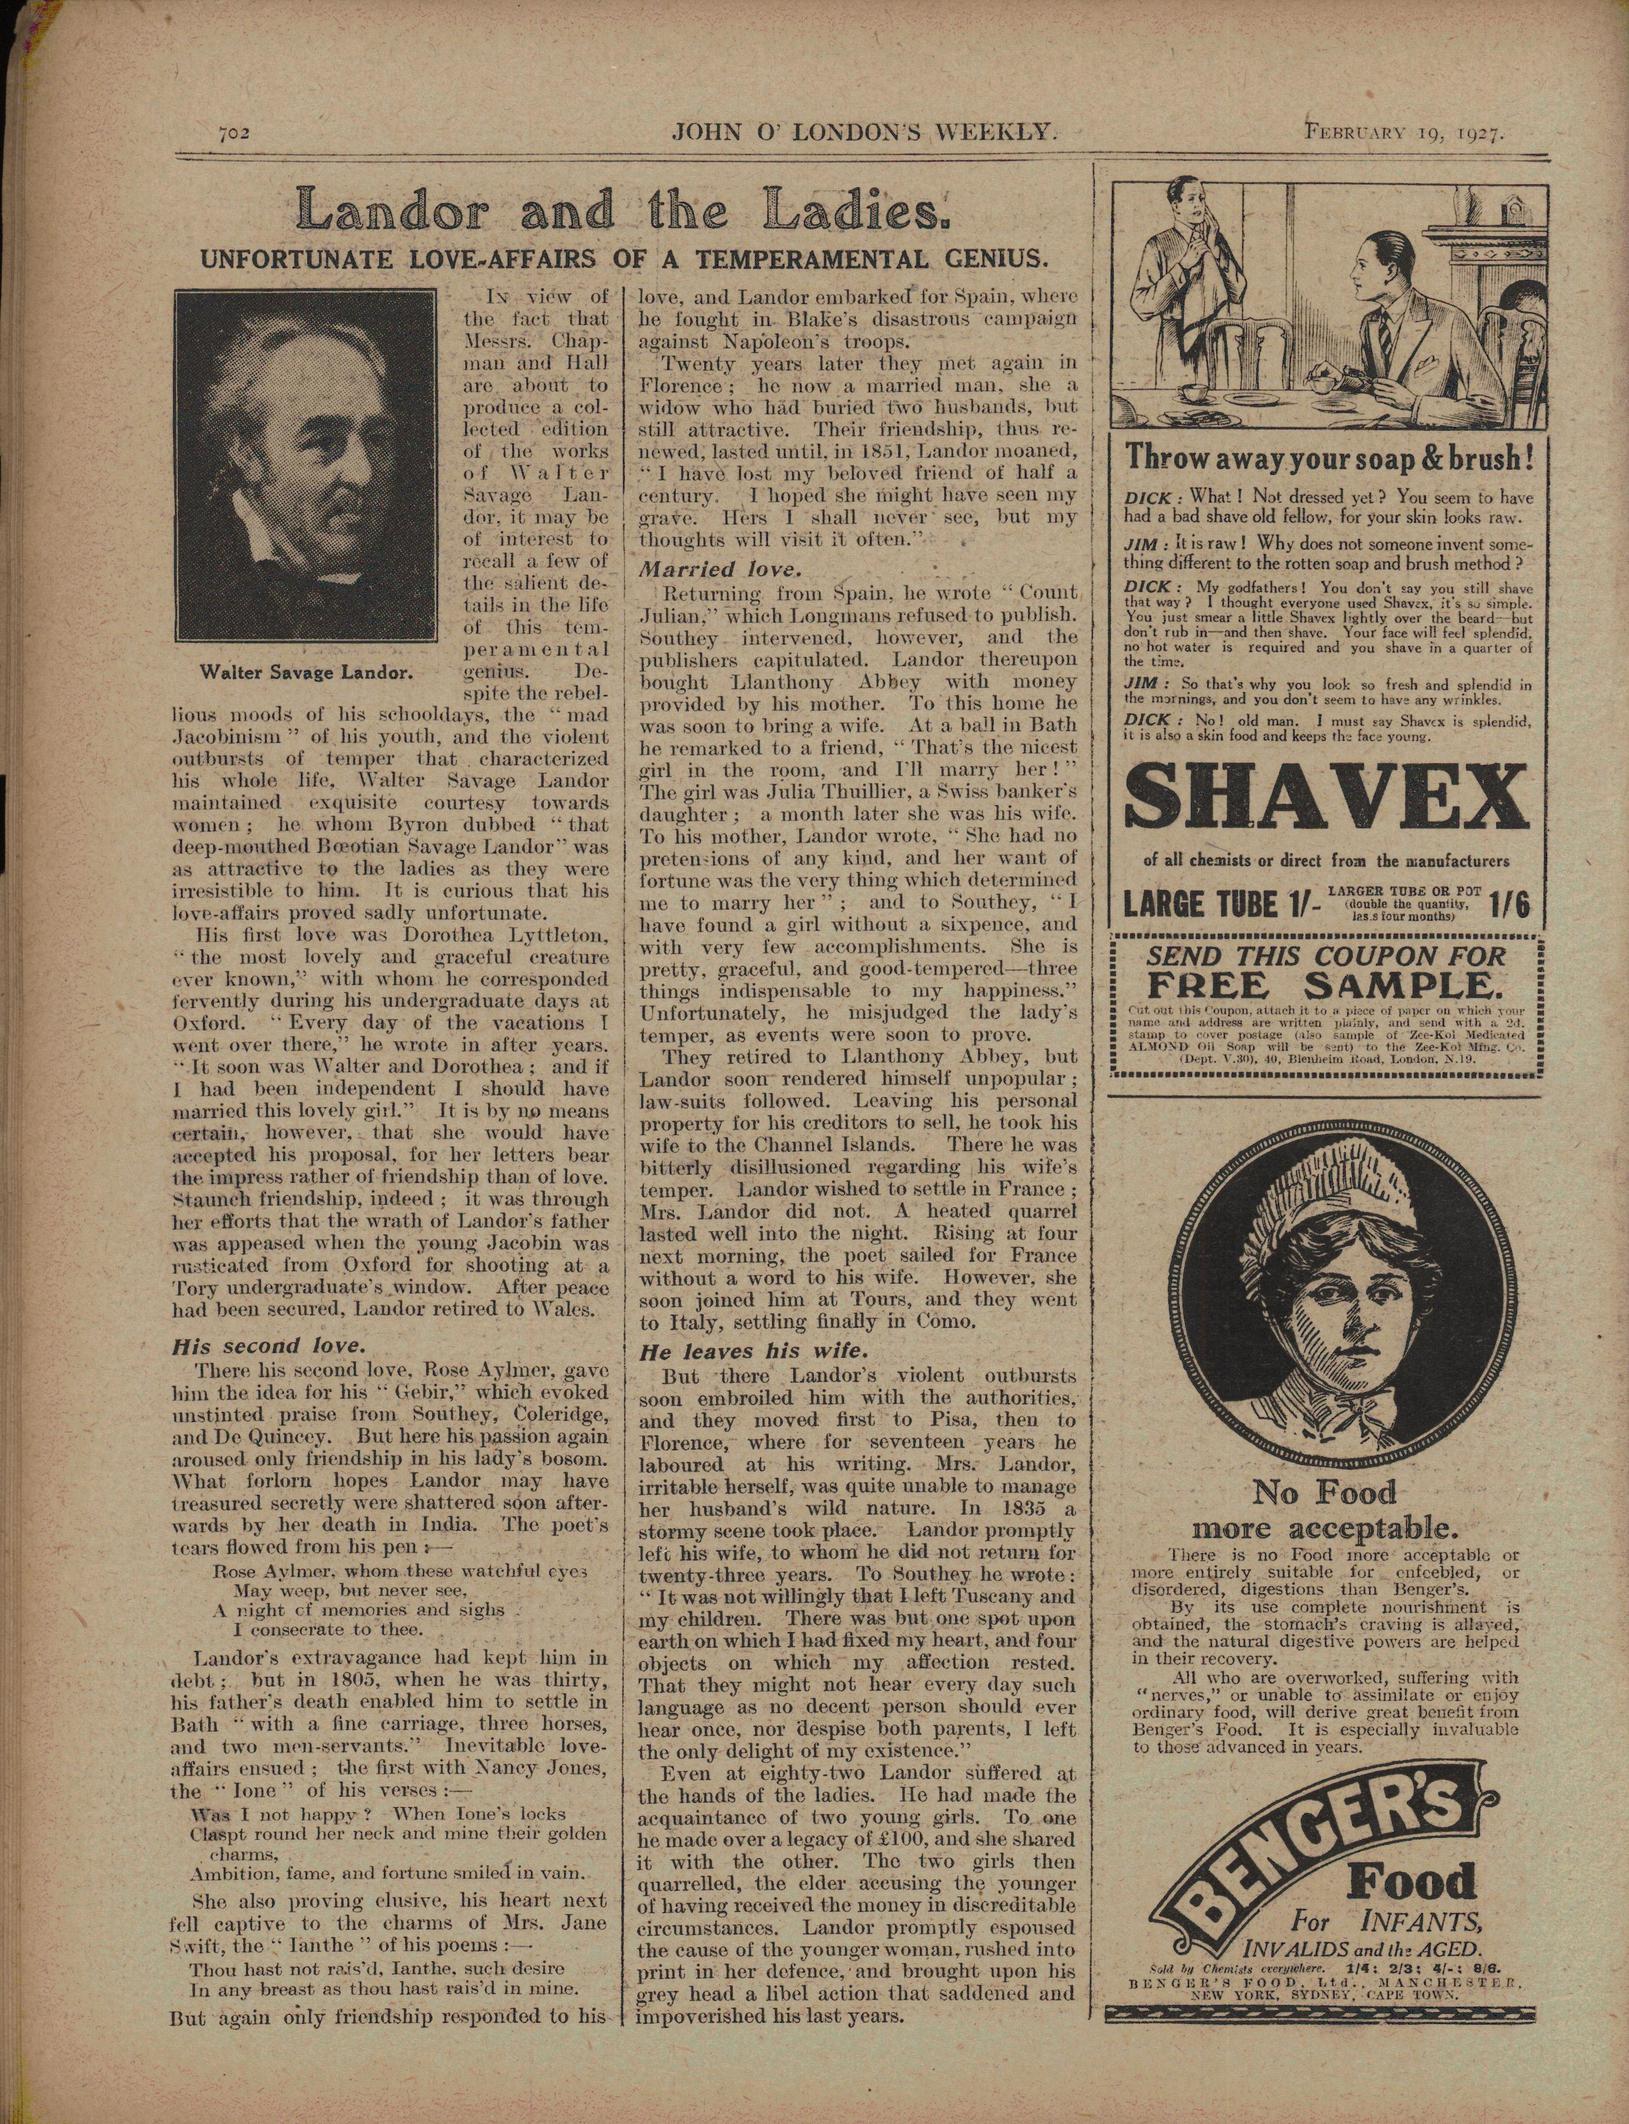 702
JOHN O' LONDON'S WEEKLY.
FEBRUARY 19, 1927.
Landor and the Ladies.
UNFORTUNATE LOVE-AFFAIRS OF A TEMPERAMENTAL GENIUS.
Walter Savage Landor.
IN view of
the fact that
Messrs. Chap-
man and Hall
are about to
produce a col-
lected edition
of the works
of Walter
Savage Lan-
dor, it may be
of interest to
recall a few of
the salient de-
tails in the life
of this tem-
peramental
genius. De-
spite the rebel-
lious moods of his schooldays, the “mad
Jacobinism” of his youth, and the violent
outbursts of temper that characterized
his whole life, Walter Savage Landor
maintained exquisite courtesy towards
women; he whom Byron dubbed “that
deep-mouthed Bœotian Savage Landor” was
as attractive to the ladies as they were
irresistible to him. It is curious that his
love-affairs proved sadly unfortunate.
His first love was Dorothea Lyttleton,
“the most lovely and graceful creature
ever known,” with whom he corresponded
fervently during his undergraduate days at
Oxford. “Every day of the vacations I
went over there,” he wrote in after years.
“It soon was Walter and Dorothea; and if
I had been independent I should have
married this lovely girl.” It is by no means
certain, however, that she would have
accepted his proposal, for her letters bear
the impress rather of friendship than of love.
Staunch friendship, indeed; it was through
her efforts that the wrath of Landor's father
was appeased when the young Jacobin was
rusticated from Oxford for shooting at a
Tory undergraduate's window. After peace
had been secured, Landor retired to Wales.
His second love.
There his second love, Rose Aylmer, gave
him the idea for his “Gebir,” which evoked
unstinted praise from Southey, Coleridge,
and De Quincey. But here his passion again
aroused only friendship in his lady's bosom.
What forlorn hopes Landor may have
treasured secretly were shattered soon after-
wards by her death in India. The poet's
tears flowed from his pen:—
Rose Aylmer, whom these watchful eyes
May weep, but never see,
A night of memories and sighs
I consecrate to thee.
Landor's extravagance had kept him in
debt; but in 1805, when he was thirty,
his father's death enabled him to settle in
Bath “with a fine carriage, three horses,
and two men-servants.” Inevitable love-
affairs ensued; the first with Nancy Jones,
the “Ione” of his verses:—
Was I not happy? When Ione's locks
Claspt round her neck and mine their golden
charms,
Ambition, fame, and fortune smiled in vain.
She also proving elusive, his heart next
fell captive to the charms of Mrs. Jane
Swift, the “Ianthe” of his poems:—
Thou hast not rais'd, Ianthe, such desire
In any breast as thou hast rais'd in mine.
But again only friendship responded to his
love, and Landor embarked for Spain, where
he fought in Blake's disastrous campaign
against Napoleon's troops.
Twenty years later they met again in
Florence; he now a married man, she a
widow who had buried two husbands, but
still attractive. Their friendship, thus re-
newed, lasted until, in 1851, Landor moaned,
“I have lost my beloved friend of half a
century. I hoped she might have seen my
grave. Hers I shall never see, but my
thoughts will visit it often.”
Married love.
Returning from Spain, he wrote “Count
Julian,” which Longmans refused to publish.
Southey intervened, however, and the
publishers capitulated. Landor thereupon
bought Llanthony Abbey with money
provided by his mother. To this home he
was soon to bring a wife. At a ball in Bath
he remarked to a friend, “That's the nicest
girl in the room, and I'll marry her!”
The girl was Julia Thuillier, a Swiss banker's
daughter; a month later she was his wife.
To his mother, Landor wrote, “She had no
pretensions of any kind, and her want of
fortune was the very thing which determined
me to marry her”; and to Southey, “I
have found a girl without a sixpence, and
with very few accomplishments. She is
pretty, graceful, and good-tempered—three
things indispensable to my happiness.”
Unfortunately, he misjudged the lady's
temper, as events were soon to prove.
They retired to Llanthony Abbey, but
Landor soon rendered himself unpopular;
law-suits followed. Leaving his personal
property for his creditors to sell, he took his
wife to the Channel Islands. There he was
bitterly disillusioned regarding his wife's
temper. Landor wished to settle in France;
Mrs. Landor did not. A heated quarrel
lasted well into the night. Rising at four
next morning, the poet sailed for France
without a word to his wife. However, she
soon joined him at Tours, and they went
to Italy, settling finally in Como.
He leaves his wife.
But there Landor's violent outbursts
soon embroiled him with the authorities,
and they moved first to Pisa, then to
Florence, where for seventeen years he
laboured at his writing. Mrs. Landor,
irritable herself, was quite unable to manage
her husband's wild nature. In 1835 a
stormy scene took place. Landor promptly
left his wife, to whom he did not return for
twenty-three years. To Southey he wrote:
“It was not willingly that I left Tuscany and
my children. There was but one spot upon
earth on which I had fixed my heart, and four
objects on which my affection rested.
That they might not hear every day such
language as no decent person should ever
hear once, nor despise both parents, I left
the only delight of my existence.”
Even at eighty-two Landor suffered at
the hands of the ladies. He had made the
acquaintance of two young girls. To one
he made over a legacy of £100, and she shared
it with the other. The two girls then
quarrelled, the elder accusing the younger
of having received the money in discreditable
circumstances. Landor promptly espoused
the cause of the younger woman, rushed into
print in her defence, and brought upon his
grey head a libel action that saddened and
impoverished his last years.
Throw away your soap & brush!
DICK: What! Not dressed yet? You seem to have
had a bad shave old fellow, for your skin looks raw.
JIM: It is raw! Why does not someone invent some-
thing different to the rotten soap and brush method?
DICK: My godfathers! You don't say you still shave
that way? I thought everyone used Shavex, it's so simple.
You just smear a little Shavex lightly over the beard—but
don't rub in—and then shave. Your face will feel splendid,
no hot water is required and you shave in a quarter of
the time.
JIM: So that's why you look so fresh and splendid in
the mornings, and you don't seem to have any wrinkles.
DICK: No! old man. I must say Shavex is splendid,
it is also a skin food and keeps the face young.
SHAVEX
of all chemists or direct from the manufacturers
LARGE TUBE 1/- LARGER TUBE OR POT
(double the quantity,
lasts four months) 1/6
SEND THIS COUPON FOR
FREE SAMPLE.
Cut out this Coupon, attach it to a piece of paper on which your
name and address are written plainly, and send with a 2d.
stamp to cover postage (also sample of Zee-Kol Medicated
ALMOND Oil Soap will be sent) to the Zee-Kol Mfng. Co.
(Dept. V.30), 40, Blenheim Road, London, N.19.
No Food
more acceptable.
There is no Food more acceptable or
more entirely suitable for enfeebled, or
disordered, digestions than Benger's.
By its use complete nourishment is
obtained, the stomach's craving is allayed,
and the natural digestive powers are helped
in their recovery.
All who are overworked, suffering with
“nerves,” or unable to assimilate or enjoy
ordinary food, will derive great benefit from
Benger's Food. It is especially invaluable
to those advanced in years.
BENGER'S
Food
For INFANTS,
INVALIDS and the AGED.
Sold by Chemists everywhere. 1/4; 2/3; 4/-; 8/6.
BENGER'S FOOD, Ltd., MANCHESTER,
NEW YORK, SYDNEY, CAPE TOWN.